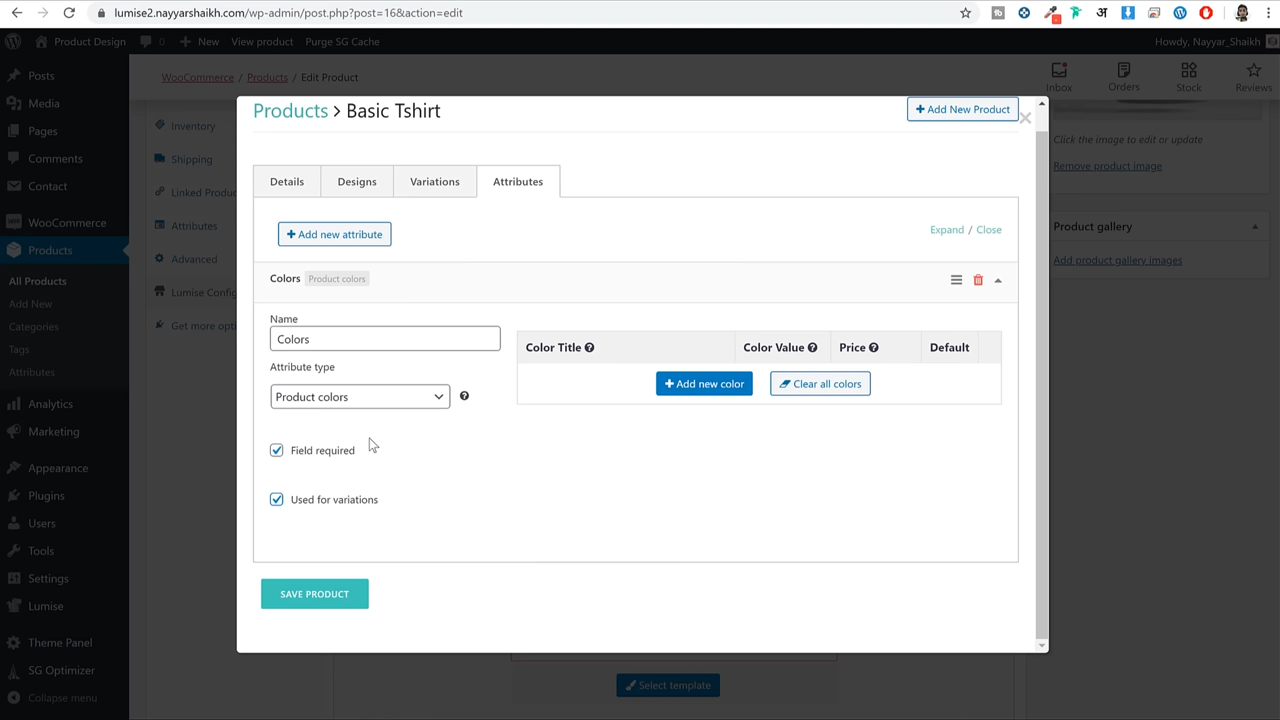 lumise2.nayyarshaikh.com/wp-admin/post.php?post=16&action=edit
Product Design
0
New
View product
Purge SG Cache
Howdy, Nayyar_Shaikh
Posts
Media
Pages
Comments
Contact
WooCommerce
Products
All Products
Add New
Categories
Tags
Attributes
Analytics
Marketing
Appearance
Plugins
Users
Tools
Settings
Lumise
Theme Panel
SG Optimizer
Collapse menu
WooCommerce / Products / Edit Product
Inbox
Orders
Stock
Reviews
Inventory
Shipping
Linked Produc
Attributes
Advanced
Lumise Config
Get more opti
Products > Basic Tshirt
+ Add New Product
×
Details
Designs
Variations
Attributes
+ Add new attribute
Expand / Close
Colors
Product colors
Name
Colors
Attribute type
Product colors
Field required
Used for variations
Color Title
Color Value
Price
Default
+ Add new color
Clear all colors
SAVE PRODUCT
Click the image to edit or update
Remove product image
Product gallery
Add product gallery images
Select template